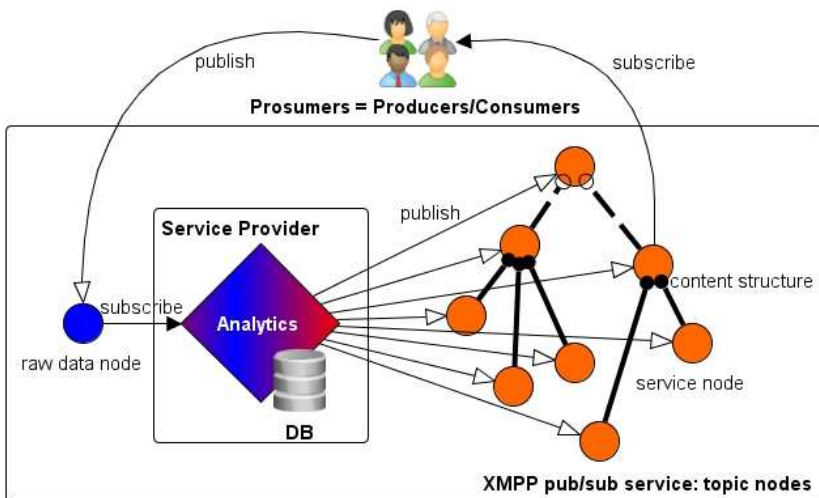 publish
subscribe
Prosumers = Producers/Consumers
Service Provider
publish
content structure
subscribe
Analytics
raw data node
service node
DB
XMPP pub/sub service: topic nodes